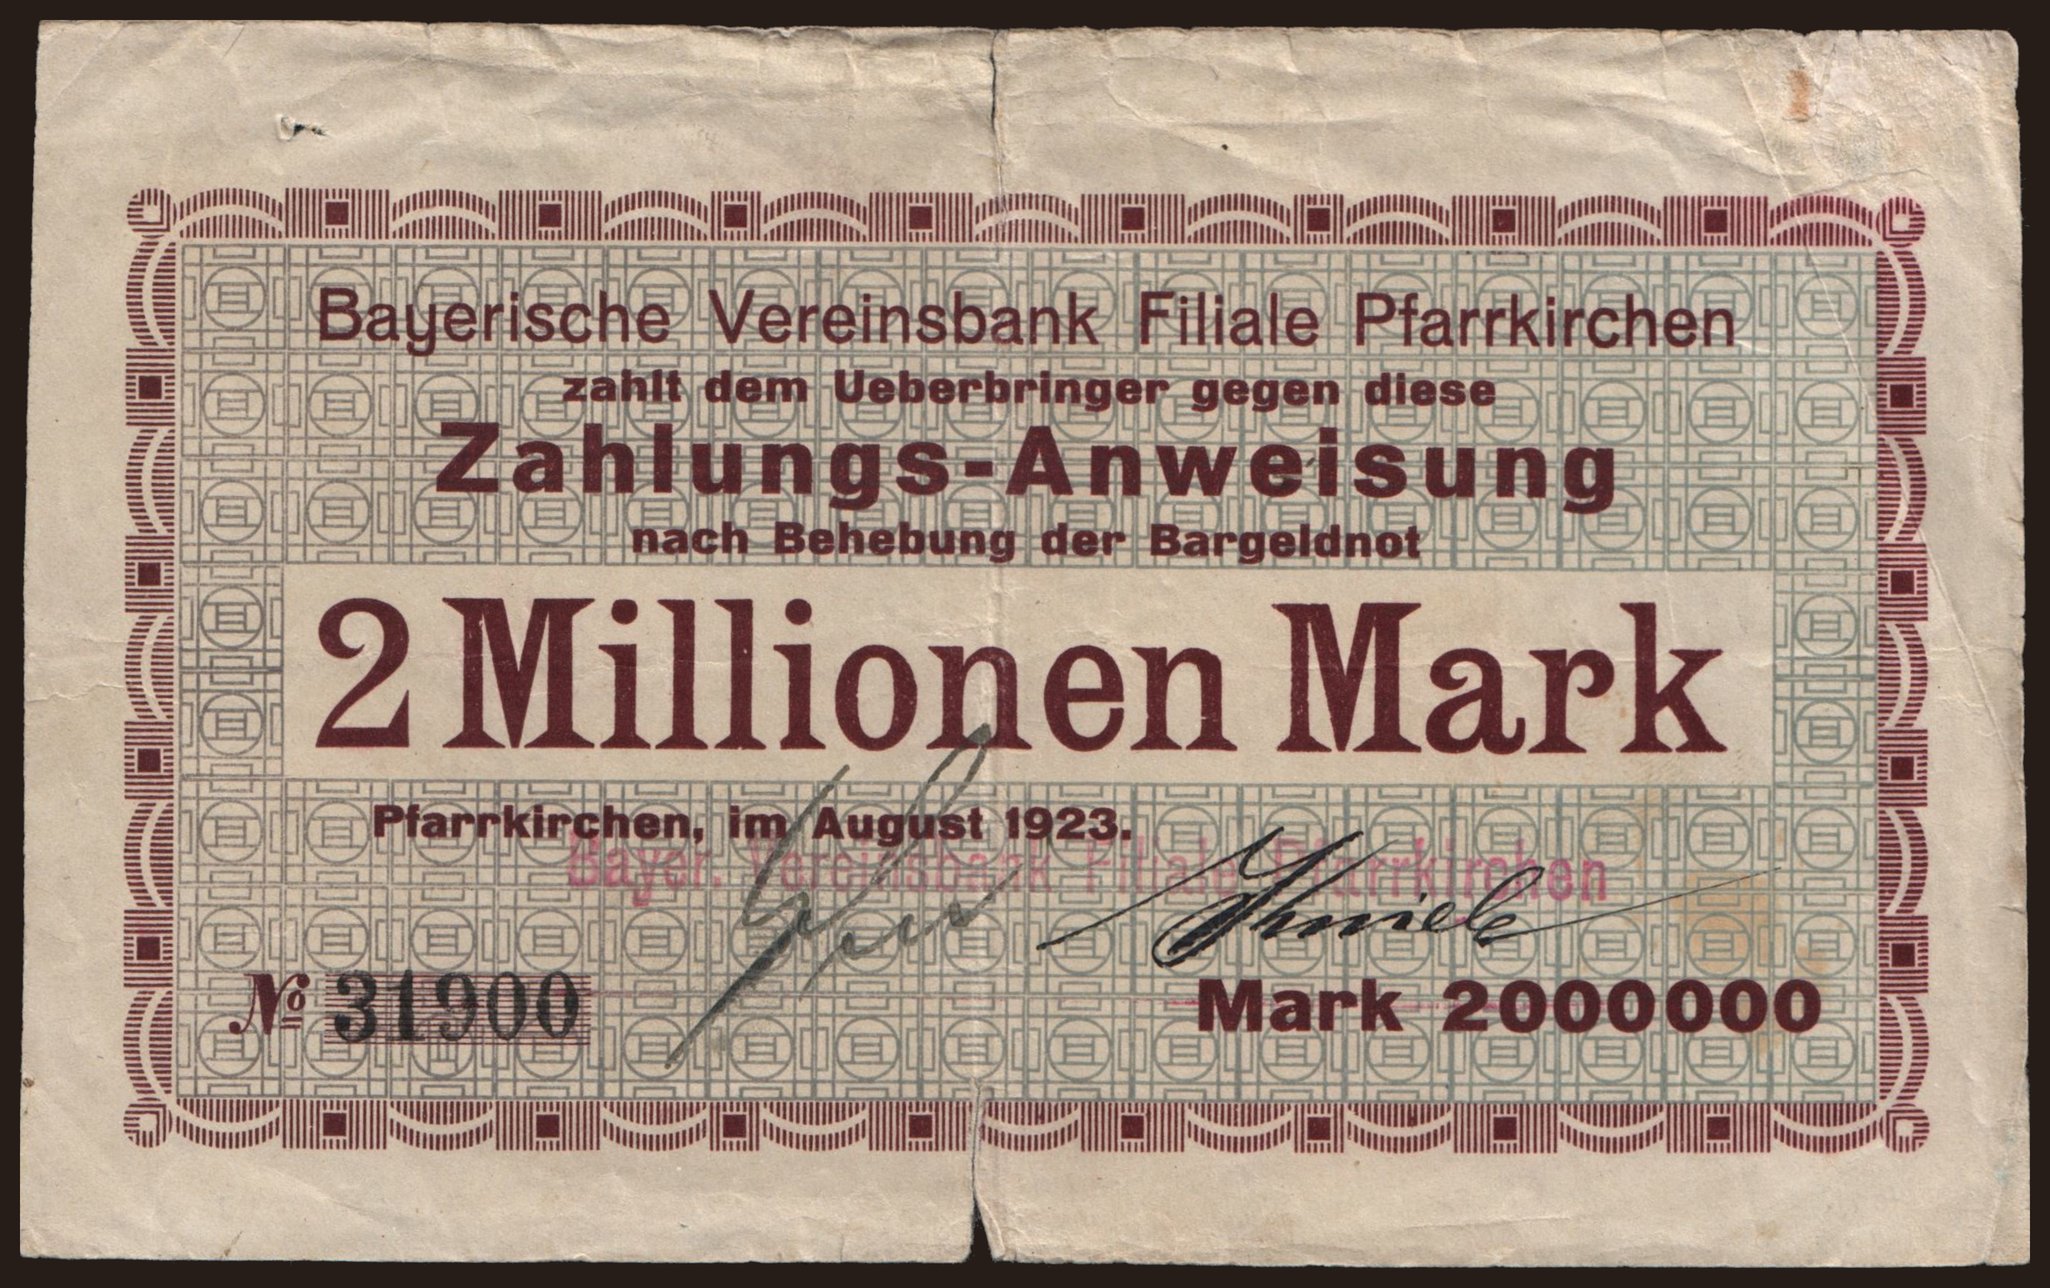 Bayerische Vereinsbank Filiale Pfarrkirchen
zahlt dem Ueberbringer gegen diese
Zahlungs-Anweisung
nach Behebung der Bargeldnot
2 Millionen Mark
Pfarrkirchen, im August 1923.
Bayer. Vereinsbank Filiale Pfarrkirchen
№ 31900
Mark 2000000